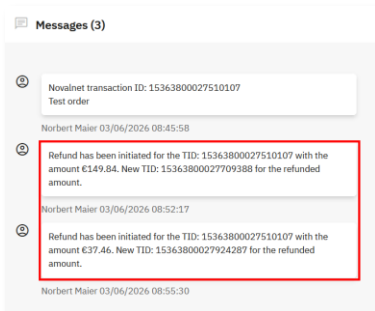 Messages (3)
Novalnet transaction ID: 15363800027510107
Test order
Norbert Maier 03/06/2026 08:45:58
Refund has been initiated for the TID: 15363800027510107 with the
amount €149.84. New TID: 15363800027709388 for the refunded
amount.
Norbert Maier 03/06/2026 08:52:17
Refund has been initiated for the TID: 15363800027510107 with the
amount €37.46. New TID: 15363800027924287 for the refunded
amount.
Norbert Maier 03/06/2026 08:55:30